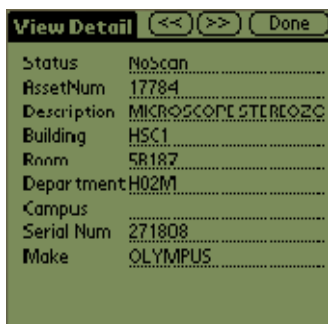 View Detail (<<) (>>) Done
Status NoScan
AssetNum 17784
Description MICROSCOPE STEREOZO
Building HSC1
Room 5B187
Department H02M
Campus
Serial Num 271808
Make OLYMPUS